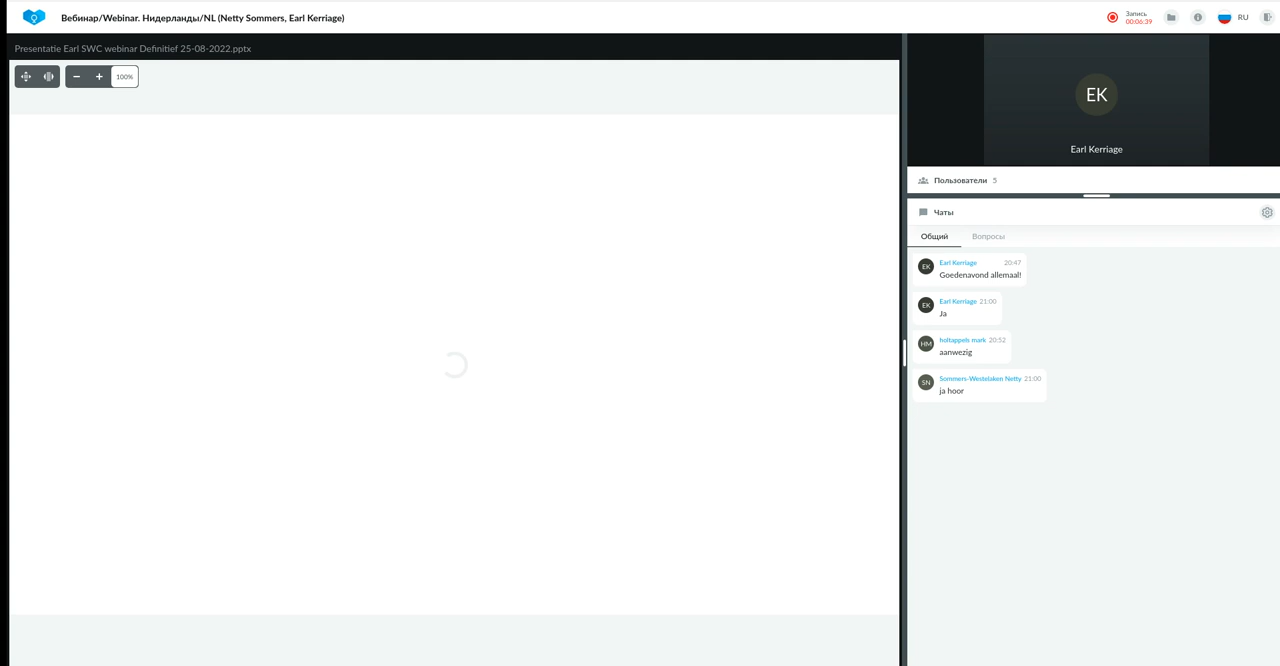 Вебинар/Webinar. Нидерланды/NL (Netty Sommers, Earl Kerriage)
Запись
00:06:39
RU
Presentatie Earl SWC webinar Definitief 25-08-2022.pptx
100%
EK
Earl Kerriage
Пользователи 5
Чаты
Общий Вопросы
EK
Earl Kerriage 20:47
Goedenavond allemaal!
EK
Earl Kerriage 21:00
Ja
HM
holtappels mark 20:52
aanwezig
SN
Sommers-Westelaken Netty 21:00
ja hoor